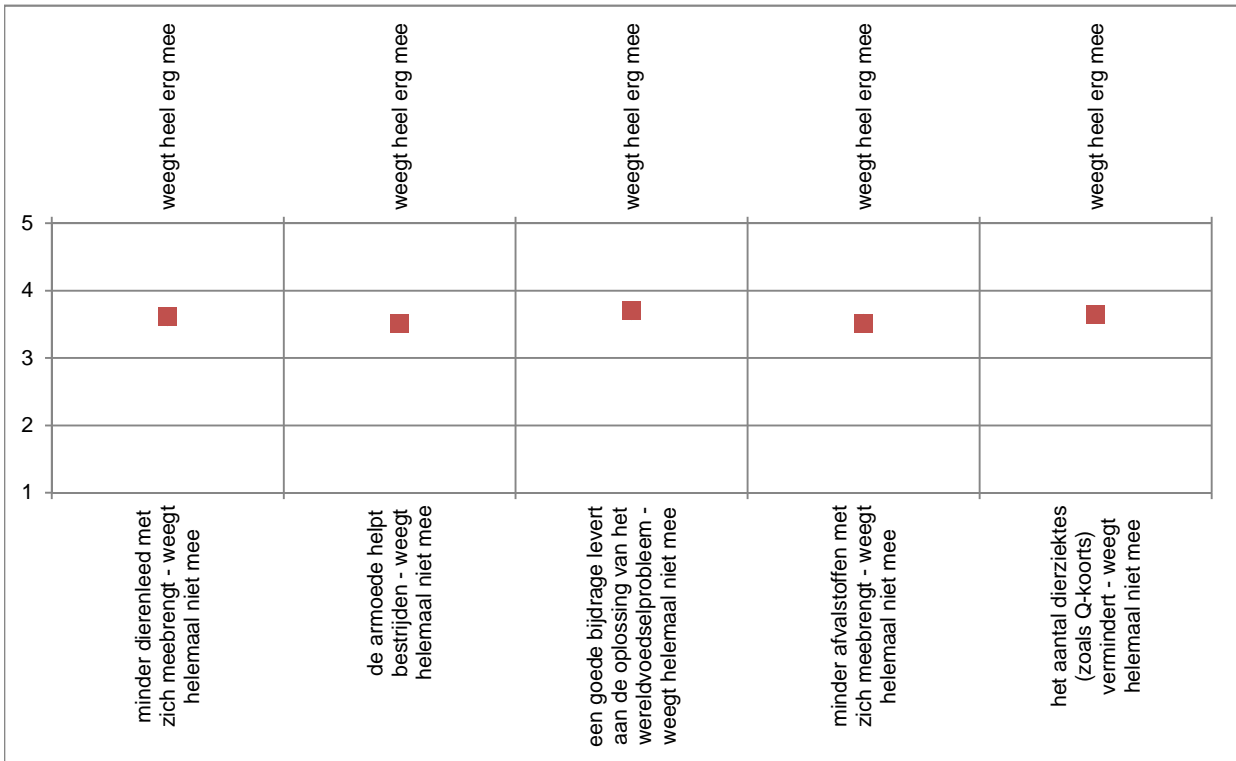 weegt heel erg mee
weegt heel erg mee
weegt heel erg mee
weegt heel erg mee
weegt heel erg mee
5
4
3
2
1
minder dierenleed met
zich meebrengt - weegt
helemaal niet mee
de armoede helpt
bestrijden - weegt
helemaal niet mee
een goede bijdrage levert
aan de oplossing van het
wereldvoedselprobleem -
weegt helemaal niet mee
minder afvalstoffen met
zich meebrengt - weegt
helemaal niet mee
het aantal dierziektes
(zoals Q-koorts)
vermindert - weegt
helemaal niet mee